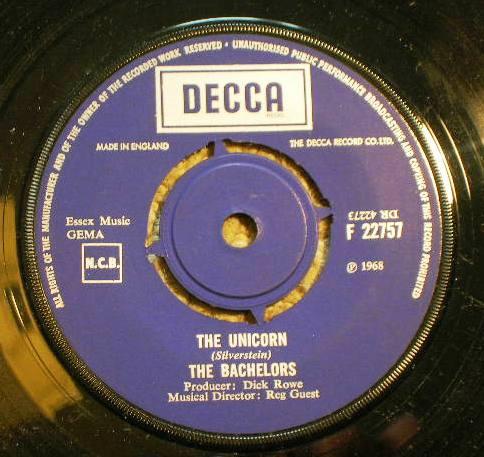 ALL RIGHTS OF THE MANUFACTURER AND OF THE OWNER OF THE RECORDED WORK RESERVED • UNAUTHORISED PUBLIC PERFORMANCE BROADCASTING AND COPYING OF THIS RECORD PROHIBITED
DECCA
MADE IN ENGLAND
THE DECCA RECORD CO. LTD.
Essex Music
GEMA
N.C.B.
DR. 42273
F 22757
℗ 1968
THE UNICORN
(Silverstein)
THE BACHELORS
Producer: Dick Rowe
Musical Director: Reg Guest